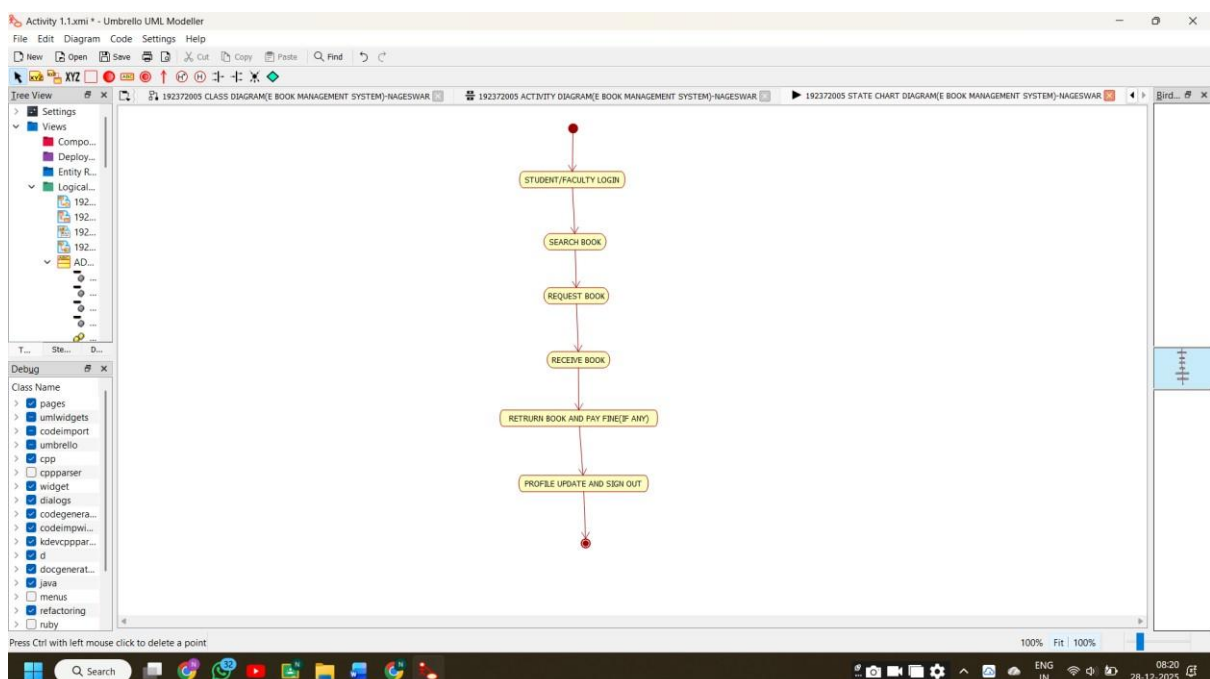 Activity 1.1.xmi * - Umbrello UML Modeller
File Edit Diagram Code Settings Help
New Open Save Cut Copy Paste Find
XYZ
Tree View
192372005 CLASS DIAGRAM(E BOOK MANAGEMENT SYSTEM)-NAGESWAR
192372005 ACTIVITY DIAGRAM(E BOOK MANAGEMENT SYSTEM)-NAGESWAR
192372005 STATE CHART DIAGRAM(E BOOK MANAGEMENT SYSTEM)-NAGESWAR
Bird...
Settings
Views
Compo...
Deploy...
Entity R...
Logical...
192...
192...
192...
192...
AD...
...
...
...
...
...
T... Ste... D...
Debug
Class Name
pages
umlwidgets
codeimport
umbrello
cpp
cppparser
widget
dialogs
codegenera...
codeimpwi...
kdevcpppar...
d
docgenerat...
java
menus
refactoring
ruby
STUDENT/FACULTY LOGIN
SEARCH BOOK
REQUEST BOOK
RECEIVE BOOK
RETRURN BOOK AND PAY FINE(IF ANY)
PROFILE UPDATE AND SIGN OUT
Press Ctrl with left mouse click to delete a point
100% Fit 100%
Search
32
ENG
IN
08:20
28-12-2025